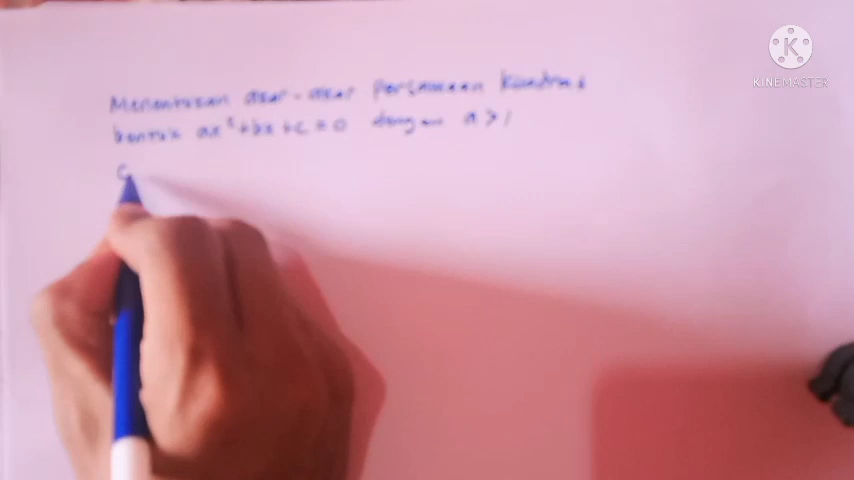 Menentukan akar-akar Persamaan Kuadrat
bentuk ax²+bx+c=0 dengan a>1
C
KINEMASTER